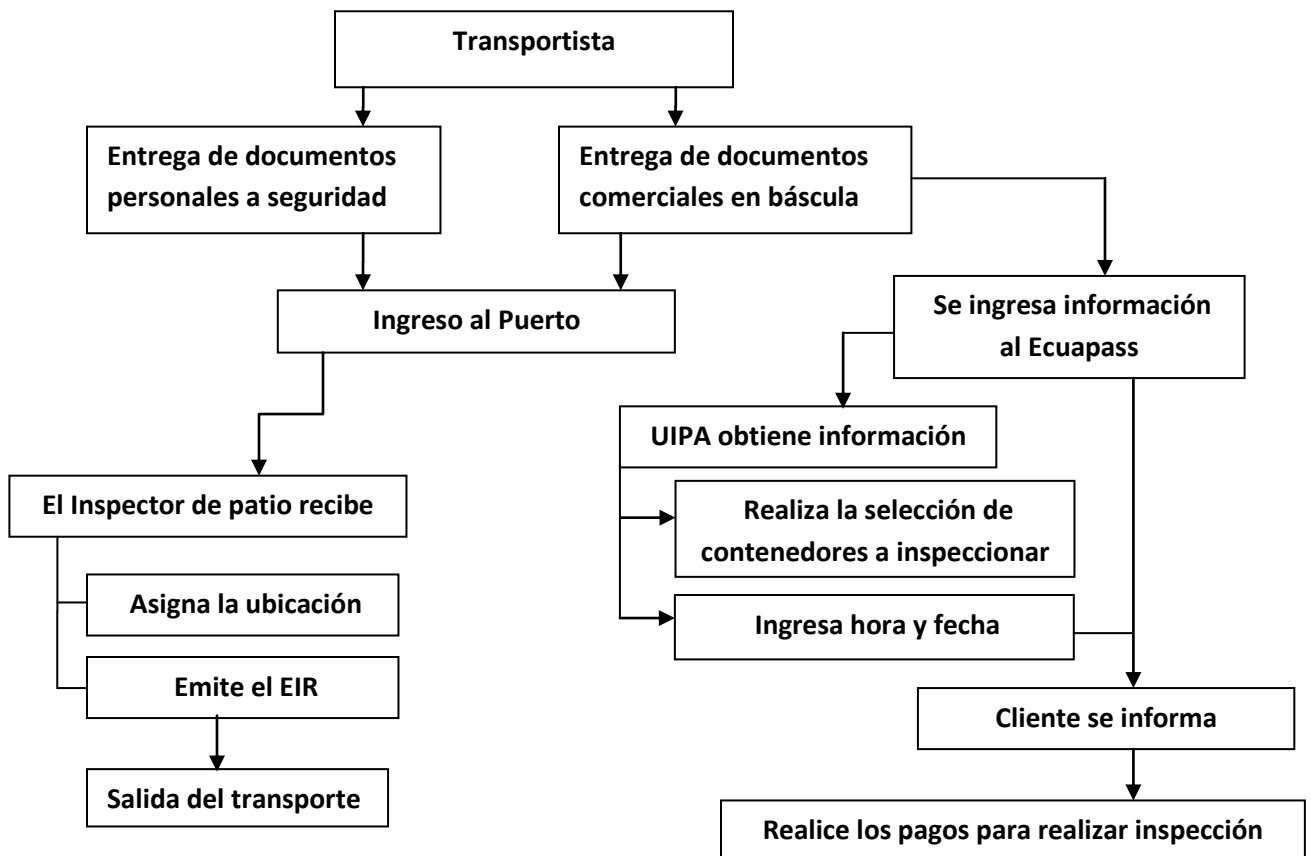 Transportista
Entrega de documentos
personales a seguridad
Entrega de documentos
comerciales en báscula
Ingreso al Puerto
Se ingresa información
al Ecuapass
UIPA obtiene información
El Inspector de patio recibe
Realiza la selección de
contenedores a inspeccionar
Asigna la ubicación
Ingresa hora y fecha
Emite el EIR
Cliente se informa
Salida del transporte
Realice los pagos para realizar inspección